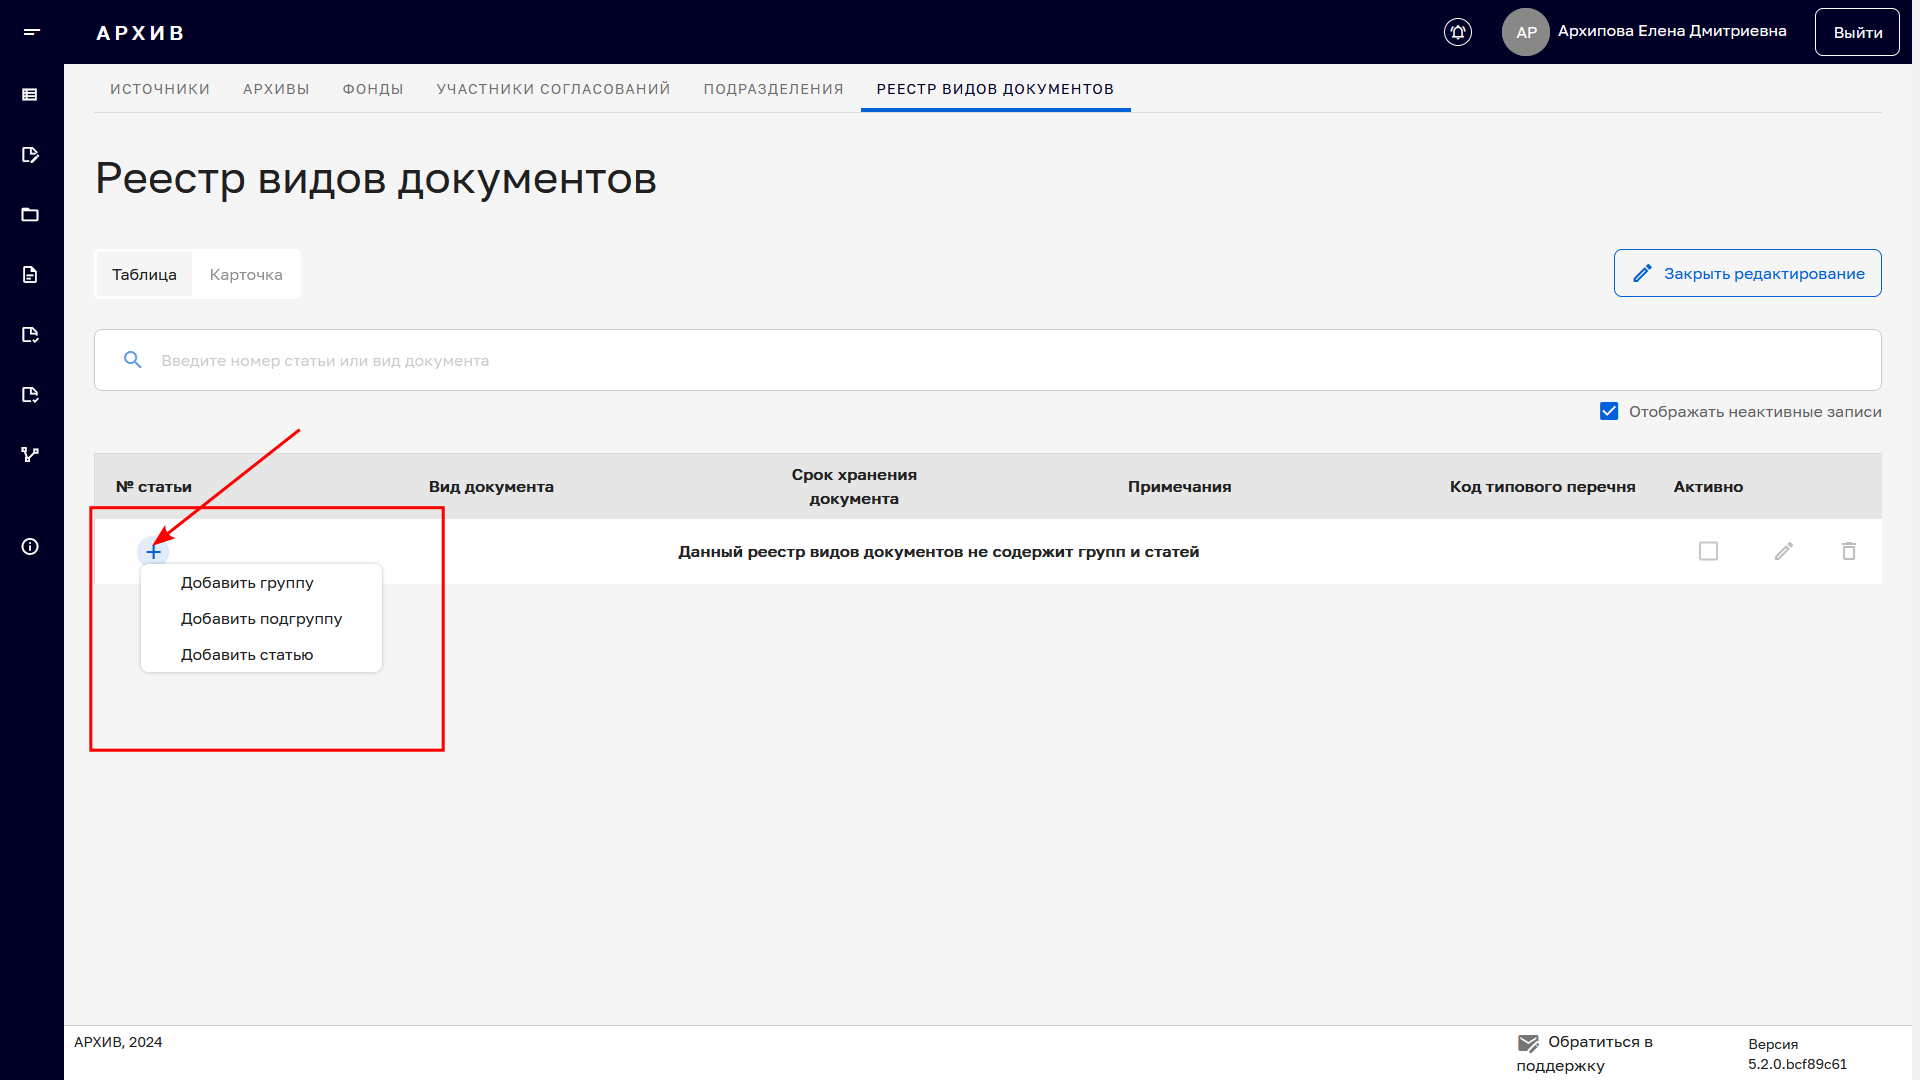 АРХИВ
АР
Архипова Елена Дмитриевна
Выйти
ИСТОЧНИКИ
АРХИВЫ
ФОНДЫ
УЧАСТНИКИ СОГЛАСОВАНИЙ
ПОДРАЗДЕЛЕНИЯ
РЕЕСТР ВИДОВ ДОКУМЕНТОВ
Реестр видов документов
Таблица
Карточка
Закрыть редактирование
Введите номер статьи или вид документа
Отображать неактивные записи
№ статьи
Вид документа
Срок хранения
документа
Примечания
Код типового перечня
Активно
Данный реестр видов документов не содержит групп и статей
Добавить группу
Добавить подгруппу
Добавить статью
АРХИВ, 2024
Обратиться в
поддержку
Версия
5.2.0.bcf89c61